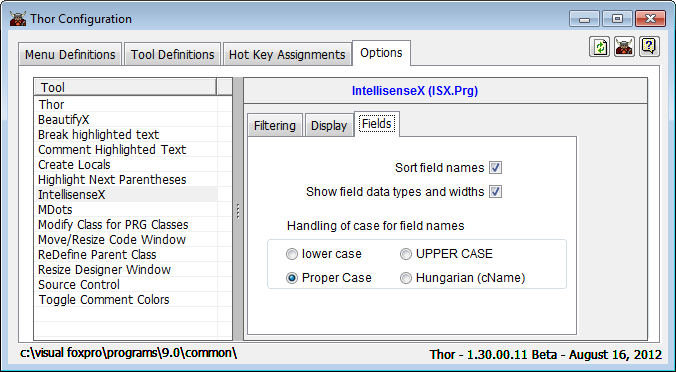 Thor Configuration
Menu Definitions Tool Definitions Hot Key Assignments Options
Tool
Thor
BeautifyX
Break highlighted text
Comment Highlighted Text
Create Locals
Highlight Next Parentheses
IntellisenseX
MDots
Modify Class for PRG Classes
Move/Resize Code Window
ReDefine Parent Class
Resize Designer Window
Source Control
Toggle Comment Colors
IntellisenseX (ISX.Prg)
Filtering Display Fields
Sort field names
Show field data types and widths
Handling of case for field names
lower case UPPER CASE
Proper Case Hungarian (cName)
c:\visual foxpro\programs\9.0\common\ Thor - 1.30.00.11 Beta - August 16, 2012